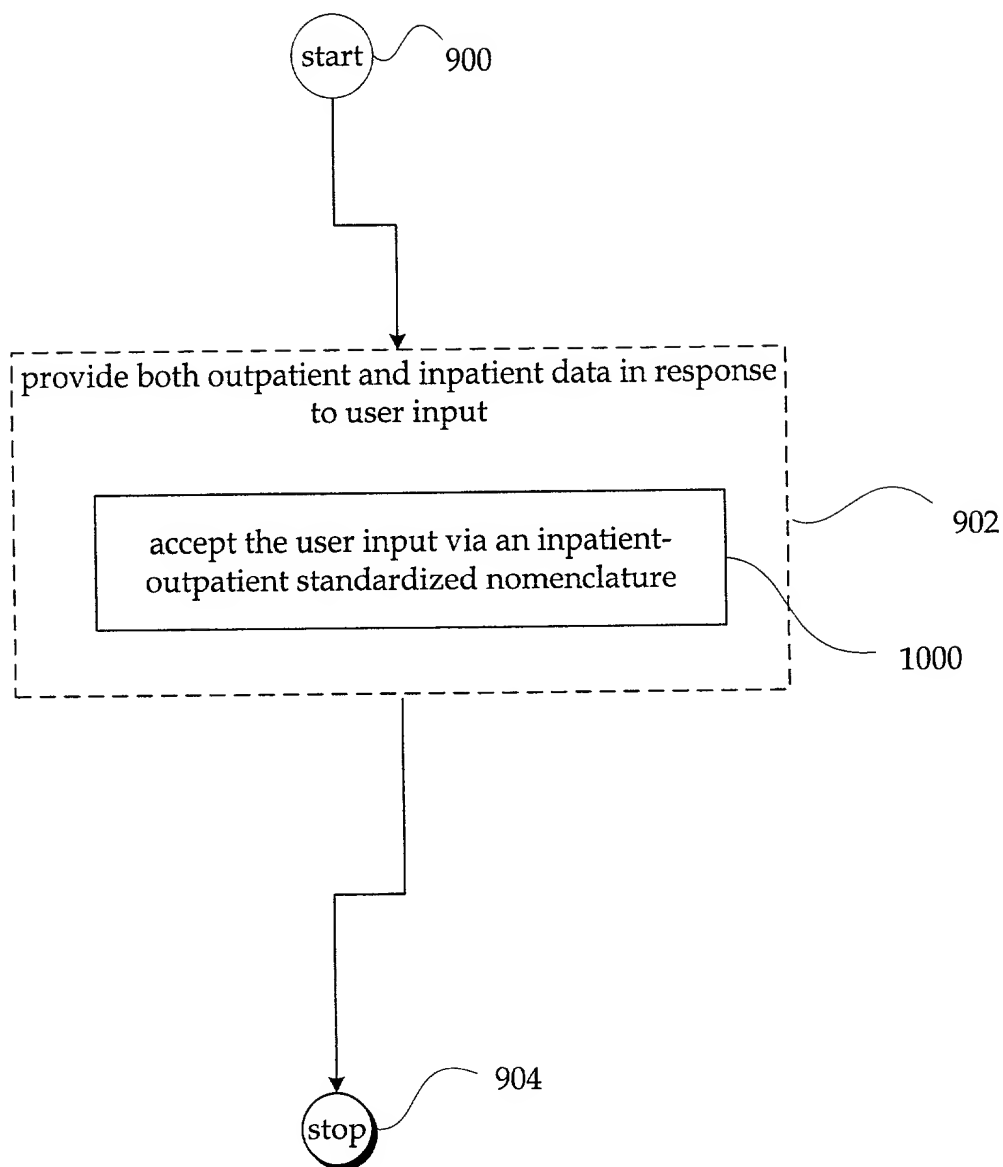 start
900
provide both outpatient and inpatient data in response
to user input
accept the user input via an inpatient-
outpatient standardized nomenclature
902
1000
904
stop